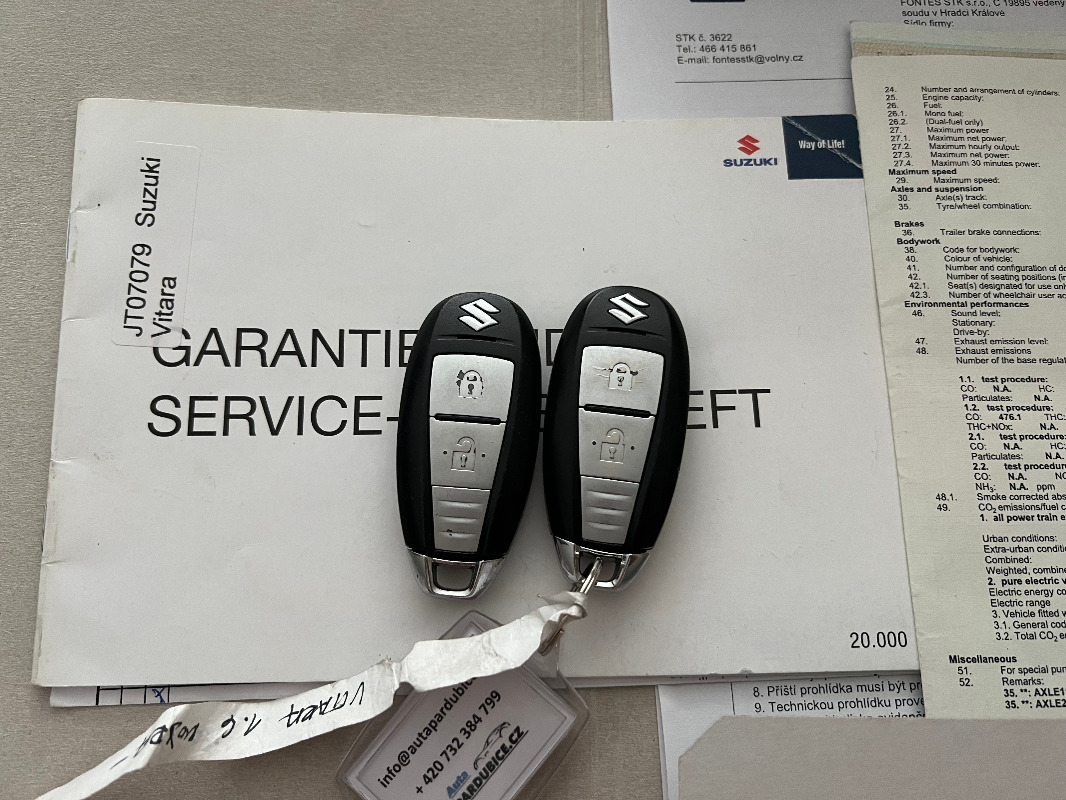 FONTES STK s.r.o., C 19895 vedený
soudu v Hradci Králové
Sídlo firmy:
STK č. 3622
Tel.: 466 415 861
E-mail: fontesstk@volny.cz
SUZUKI
Way of Life!
JT07079 Suzuki
Vitara
GARANTIE
SERVICE-
EFT
20.000
24. Number and arrangement of cylinders:
25. Engine capacity:
26. Fuel:
26.1. Mono fuel:
26.2. (Dual-fuel only)
27. Maximum power
27.1. Maximum net power:
27.2. Maximum hourly output:
27.3. Maximum net power:
27.4. Maximum 30 minutes power:
Maximum speed
29. Maximum speed:
Axles and suspension
30. Axle(s) track:
35. Tyre/wheel combination:
Brakes
36. Trailer brake connections:
Bodywork
38. Code for bodywork:
40. Colour of vehicle:
41. Number and configuration of do
42. Number of seating positions (in
42.1. Seat(s) designated for use onl
42.3. Number of wheelchair user ac
Environmental performances
46. Sound level:
Stationary:
Drive-by:
47. Exhaust emission level:
48. Exhaust emissions
Number of the base regulat
1.1. test procedure:
CO: N.A. HC:
Particulates: N.A.
1.2. test procedure:
CO: 476.1 THC:
THC+NOx: N.A.
2.1. test procedure:
CO: N.A. HC:
Particulates: N.A.
2.2. test procedure
CO: N.A. NO
NH3: N.A. ppm
48.1. Smoke corrected abs
49. CO2 emissions/fuel c
1. all power train e
Urban conditions:
Extra-urban conditio
Combined:
Weighted, combine
2. pure electric v
Electric energy co
Electric range
3. Vehicle fitted w
3.1. General cod
3.2. Total CO2 e
Miscellaneous
51. For special pur
52. Remarks:
35. **: AXLE1
35. **: AXLE2
8. Příští prohlídka musí být pr
9. Technickou prohlídku prove
VITARA 1.6
info@autapardubice
+ 420 732 384 799
Auta
PARDUBICE.CZ